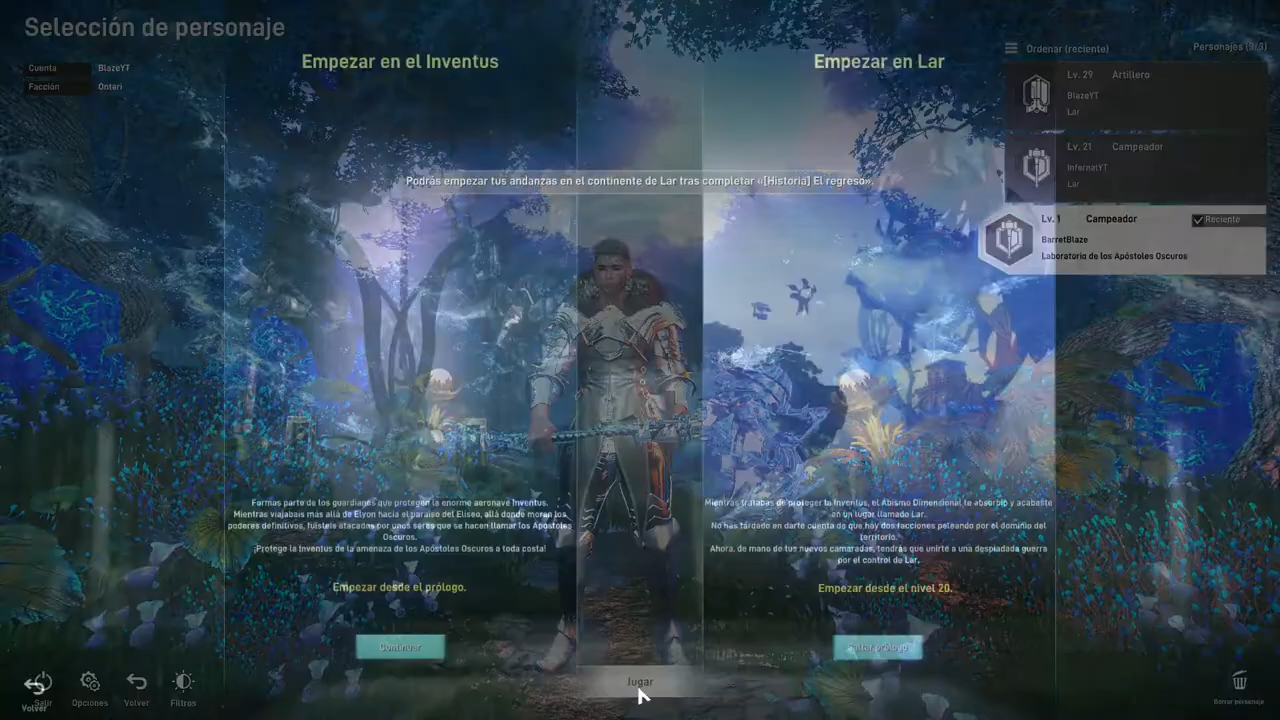 Selección de personaje
Cuenta BlazeYT
Facción Ontari
Empezar en el Inventus
Empezar en Lar
Ordenar (reciente)
Personajes (3/3)
Lv. 29 Artillero
BlazeYT
Lar
Lv. 21 Campeador
InfernatYT
Lar
Lv. 1 Campeador
Reciente
BarretBlaze
Laboratorio de los Apóstoles Oscuros
Podrás empezar tus andanzas en el continente de Lar tras completar «[Historia] El regreso».
Formas parte de los guardianes que protegen la enorme aeronave Inventus.
Mientras viajabas más allá de Elyon hacia el paraíso del Elíseo, allá donde moran los
poderes definitivos, fuisteis atacadas por unos seres que se hacen llamar los Apóstoles
Oscuros.
¡Protege la Inventus de la amenaza de los Apóstoles Oscuros a toda costa!
Empezar desde el prólogo.
Continuar
Mientras tratabas de proteger la Inventus, el Abismo Dimensional te absorbió y acabaste
en un lugar llamado Lar.
No has tardado en darte cuenta de que hay dos facciones peleando por el dominio del
territorio.
Ahora, de mano de tus nuevos camaradas, tendrás que unirte a una despiadada guerra
por el control de Lar.
Empezar desde el nivel 20.
Saltar prólogo
Jugar
Salir
Volver
Opciones
Volver
Filtros
Borrar personaje